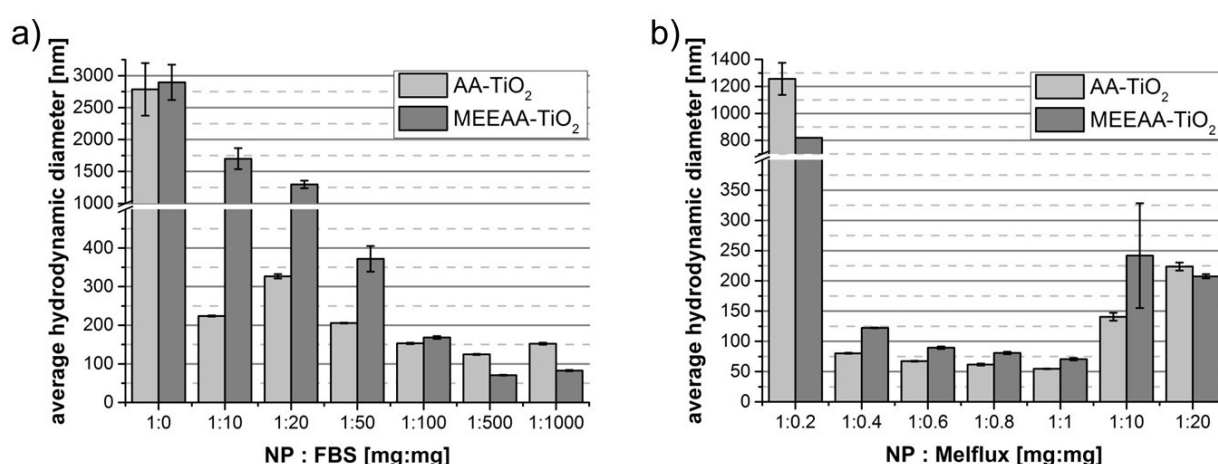 a)
average hydrodynamic diameter [nm]
3000
2500
2000
1500
1000
400
300
200
100
0
AA-TiO₂
MEEAA-TiO₂
1:0 1:10 1:20 1:50 1:100 1:500 1:1000
NP : FBS [mg:mg]
b)
average hydrodynamic diameter [nm]
1400
1200
1000
800
350
300
250
200
150
100
50
0
AA-TiO₂
MEEAA-TiO₂
1:0.2 1:0.4 1:0.6 1:0.8 1:1 1:10 1:20
NP : Melflux [mg:mg]